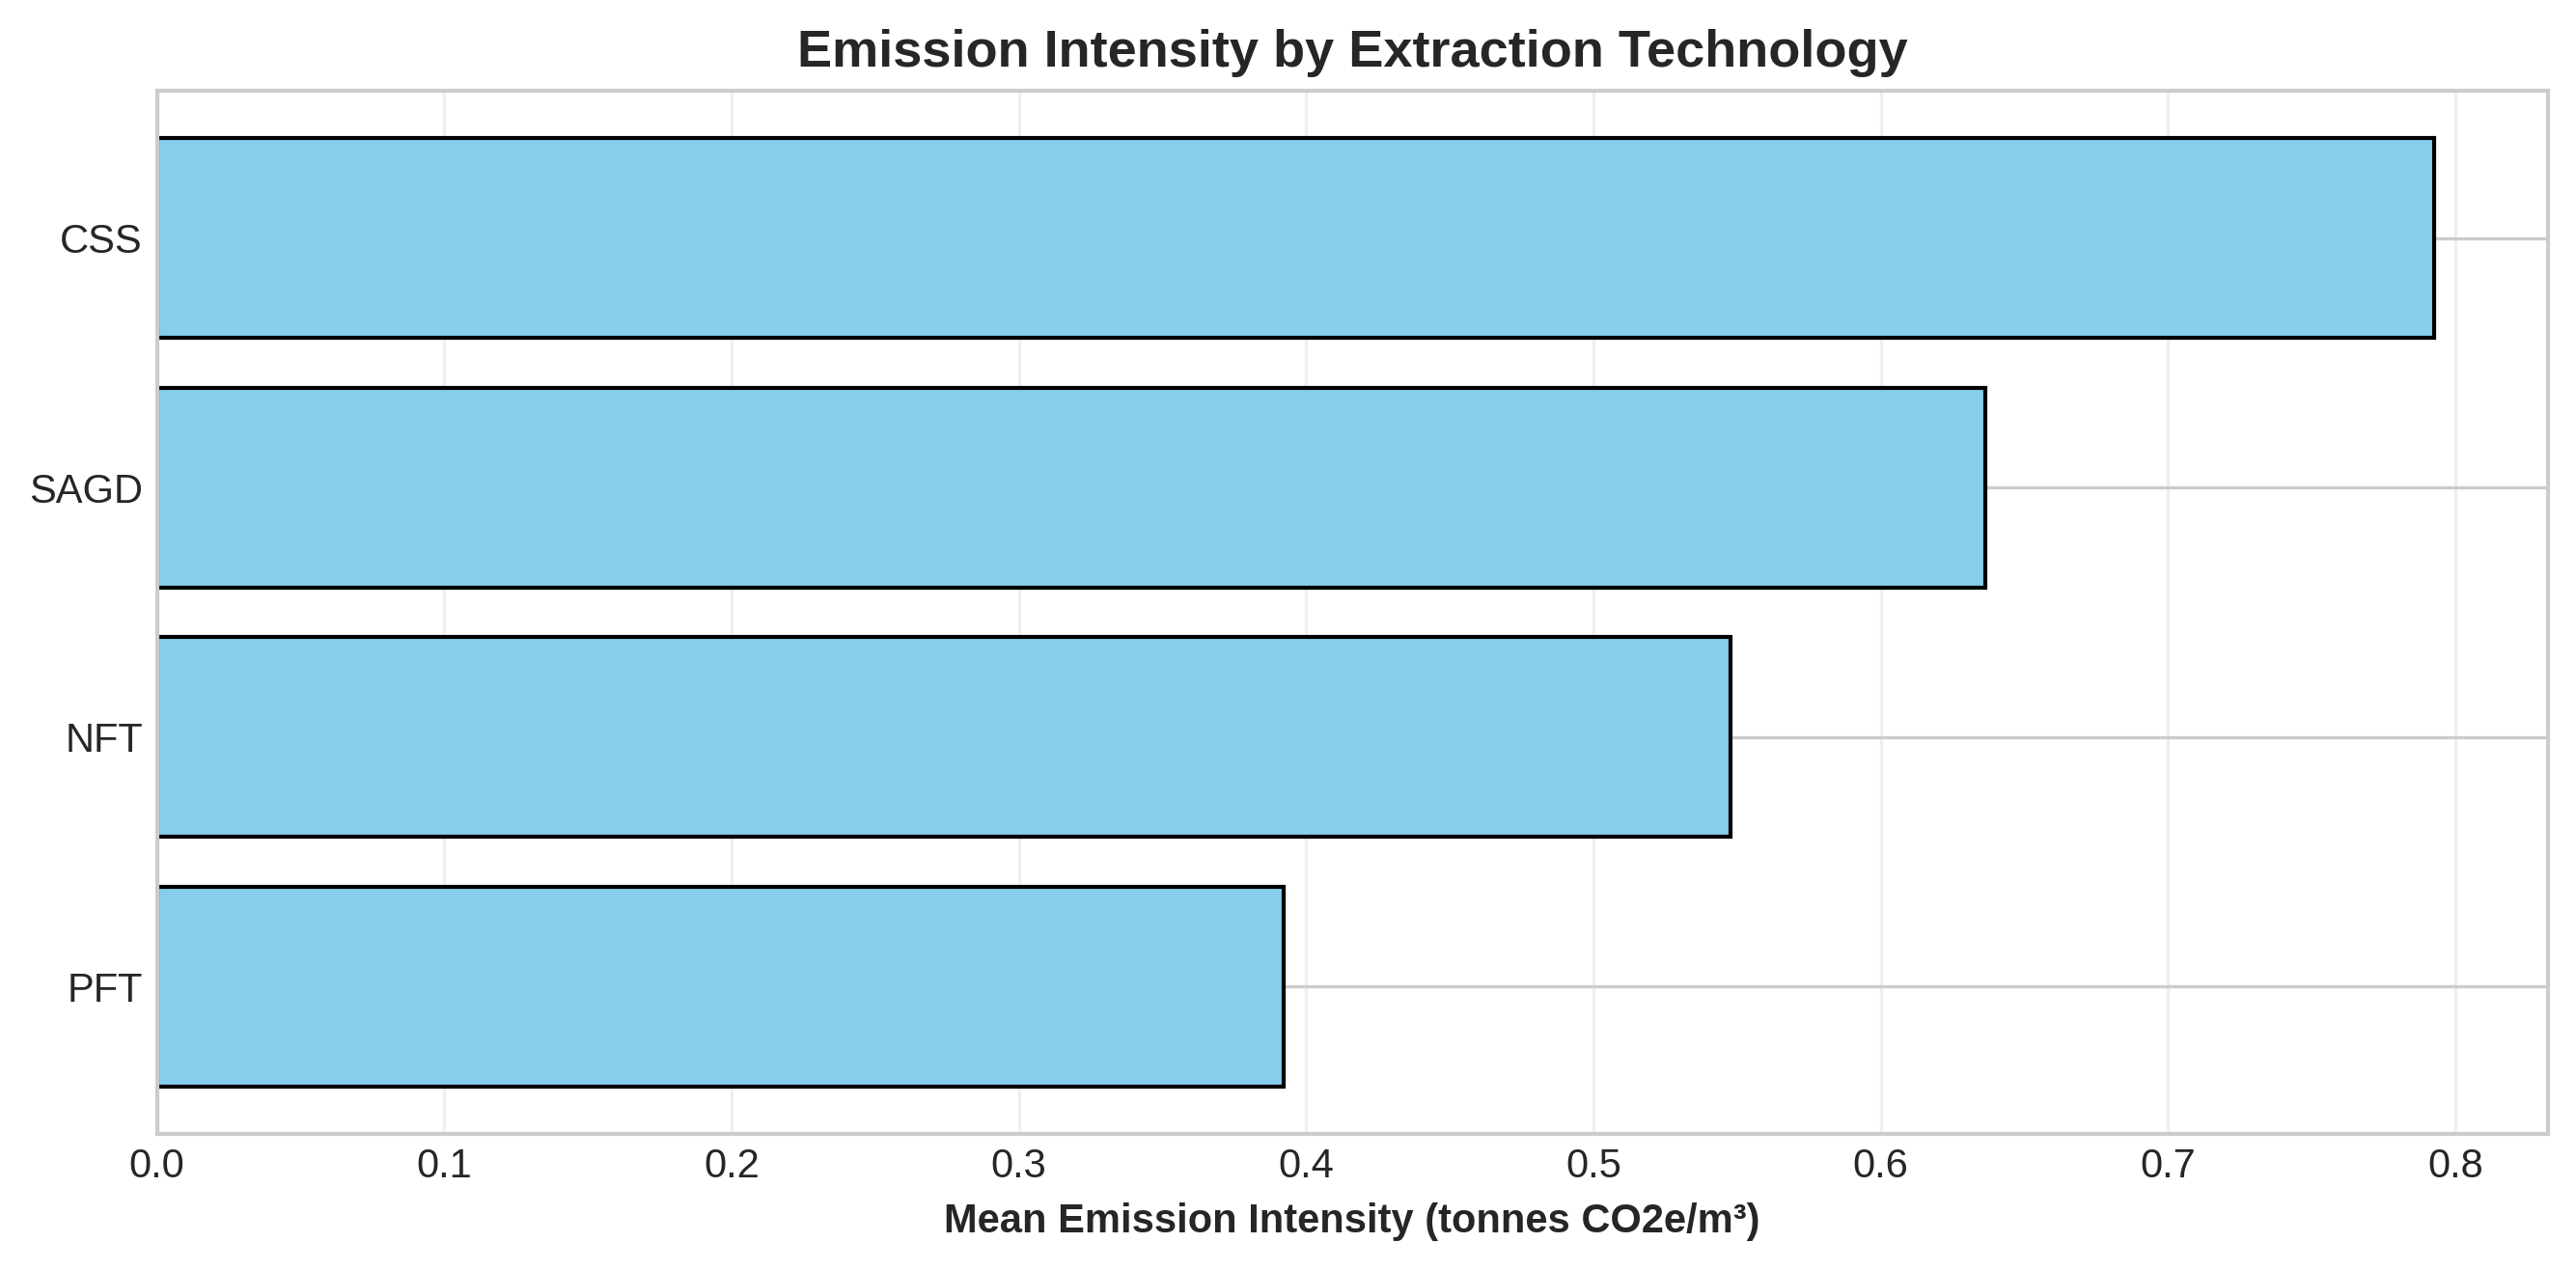 Emission Intensity by Extraction Technology
CSS
SAGD
NFT
PFT
0.0 0.1 0.2 0.3 0.4 0.5 0.6 0.7 0.8
Mean Emission Intensity (tonnes CO2e/m³)